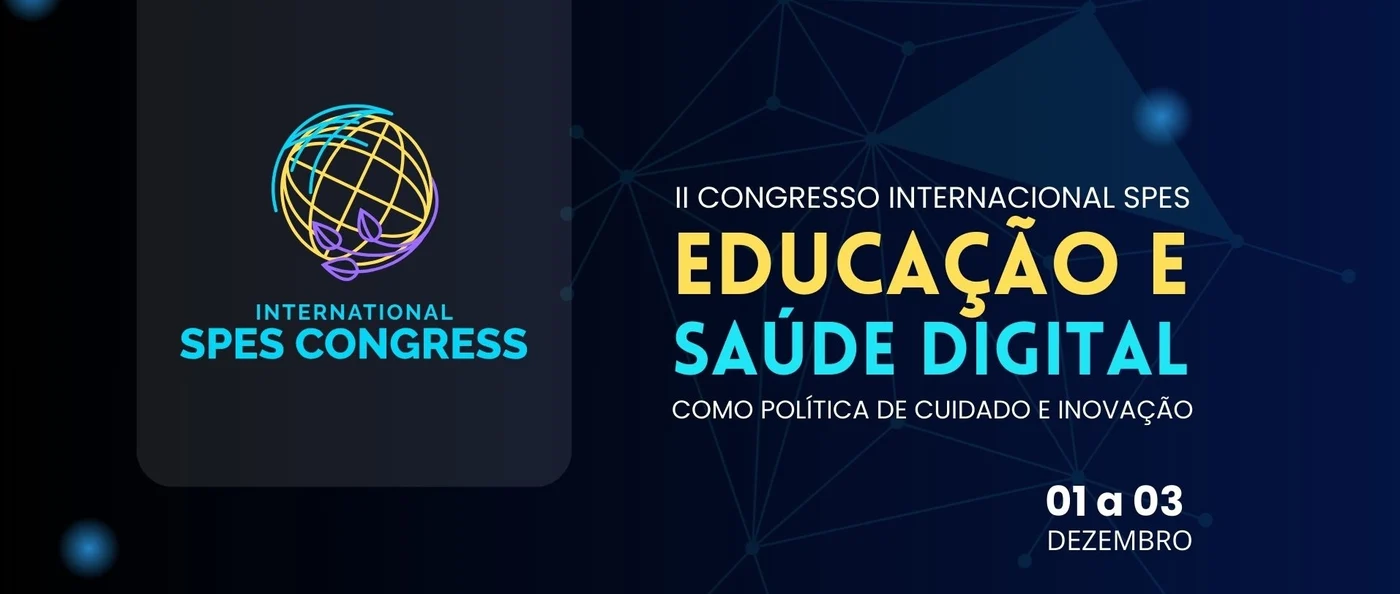 INTERNATIONAL
SPES CONGRESS
II CONGRESSO INTERNACIONAL SPES
EDUCAÇÃO E
SAÚDE DIGITAL
COMO POLÍTICA DE CUIDADO E INOVAÇÃO
01 a 03
DEZEMBRO